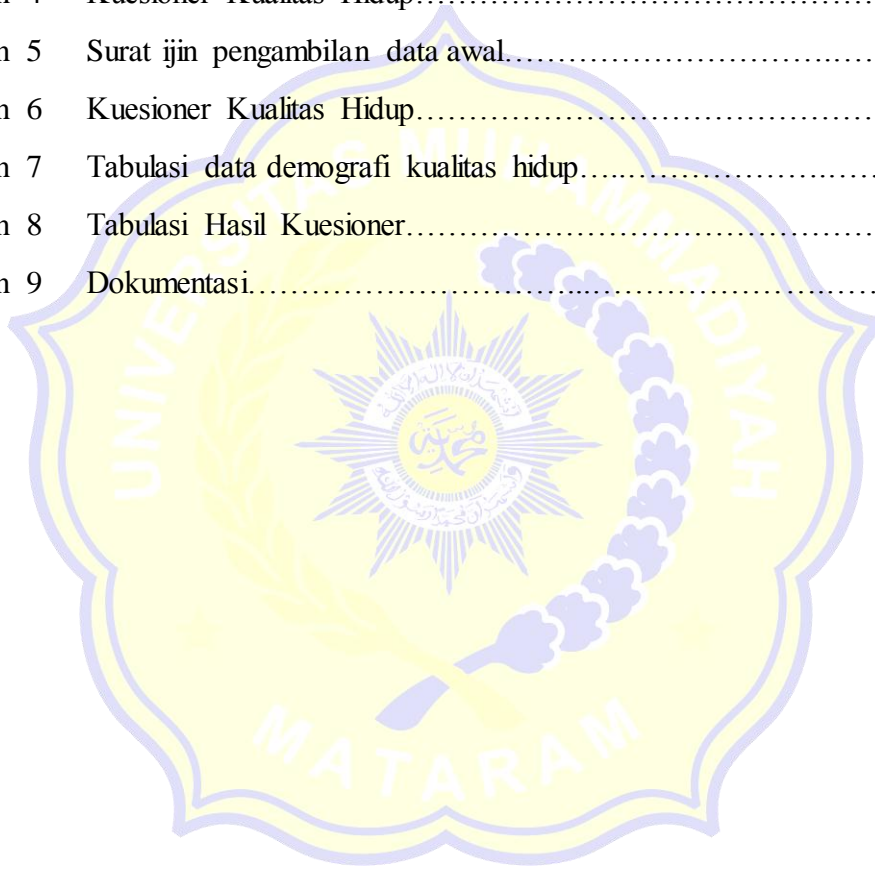 n 4 Kuesioner Kualitas Hidup……………………………………
n 5 Surat ijin pengambilan data awal…………………………….…
n 6 Kuesioner Kualitas Hidup……………………………………
n 7 Tabulasi data demografi kualitas hidup….………………….…
n 8 Tabulasi Hasil Kuesioner………………………………………
n 9 Dokumentasi…………………………..…………………….……
UNIVERSITAS MUHAMMADIYAH
MATARAM